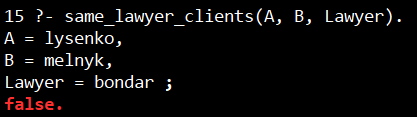 15 ?- same_lawyer_clients(A, B, Lawyer).
A = lysenko,
B = melnyk,
Lawyer = bondar ;
false.